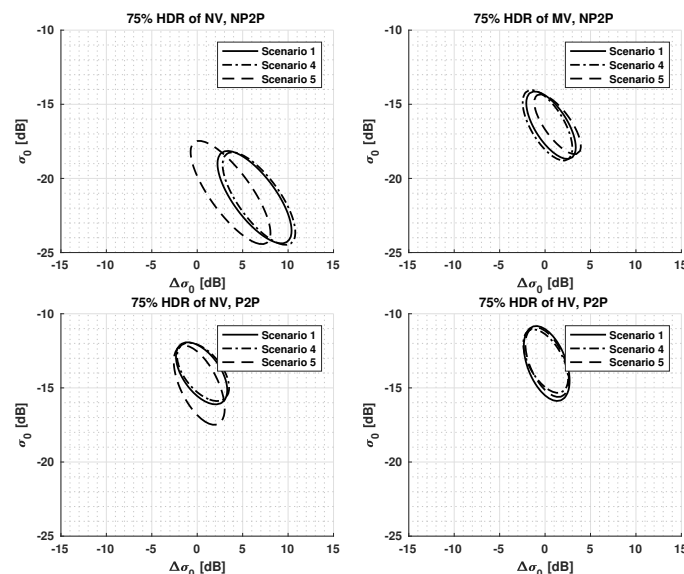 75% HDR of NV, NP2P
-10
-15
-20
-25
σ0 [dB]
-15 -10 -5 0 5 10 15
Δσ0 [dB]
Scenario 1
Scenario 4
Scenario 5
75% HDR of MV, NP2P
-10
-15
-20
-25
σ0 [dB]
-15 -10 -5 0 5 10 15
Δσ0 [dB]
Scenario 1
Scenario 4
Scenario 5
75% HDR of NV, P2P
-10
-15
-20
-25
σ0 [dB]
-15 -10 -5 0 5 10 15
Δσ0 [dB]
Scenario 1
Scenario 4
Scenario 5
75% HDR of HV, P2P
-10
-15
-20
-25
σ0 [dB]
-15 -10 -5 0 5 10 15
Δσ0 [dB]
Scenario 1
Scenario 4
Scenario 5